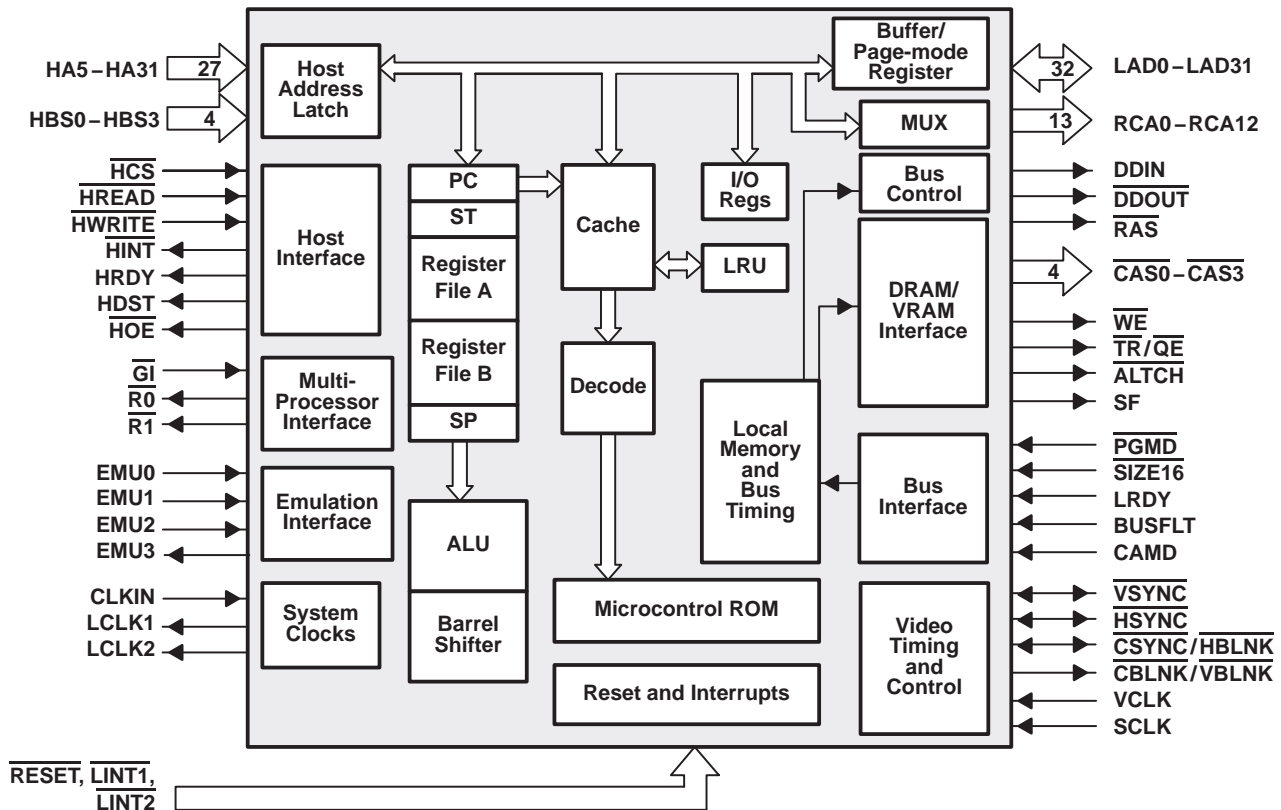 HA5–HA31
27
HBS0–HBS3
4
HCS
HREAD
HWRITE
HINT
HRDY
HDST
HOE
GI
R0
R1
EMU0
EMU1
EMU2
EMU3
CLKIN
LCLK1
LCLK2
RESET, LINT1,
LINT2
Host
Address
Latch
Host
Interface
Multi-
Processor
Interface
Emulation
Interface
System
Clocks
PC
ST
Register
File A
Register
File B
SP
ALU
Barrel
Shifter
Cache
LRU
I/O
Regs
Decode
Microcontrol ROM
Reset and Interrupts
Local
Memory
and
Bus
Timing
Buffer/
Page-mode
Register
MUX
Bus
Control
DRAM/
VRAM
Interface
Bus
Interface
Video
Timing
and
Control
32
LAD0–LAD31
13
RCA0–RCA12
DDIN
DDOUT
RAS
4
CAS0–CAS3
WE
TR/QE
ALTCH
SF
PGMD
SIZE16
LRDY
BUSFLT
CAMD
VSYNC
HSYNC
CSYNC/HBLNK
CBLNK/VBLNK
VCLK
SCLK